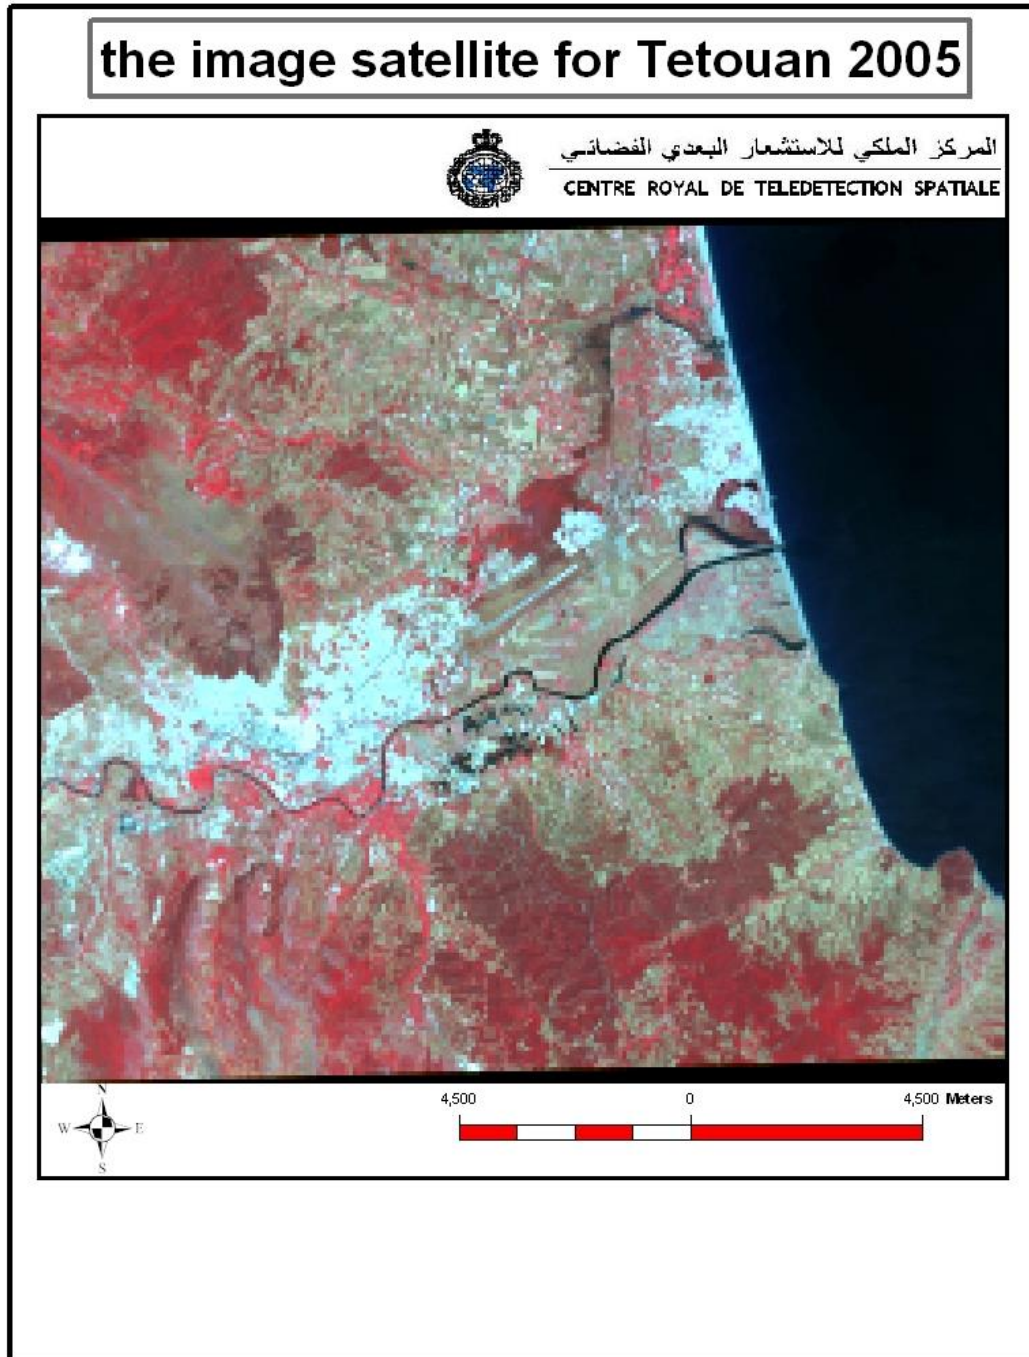 the image satellite for Tetouan 2005
المركز الملكي للاستشعار البعدي الفضائي
CENTRE ROYAL DE TELEDETECTION SPATIALE
N
W E
S
4,500 0 4,500 Meters